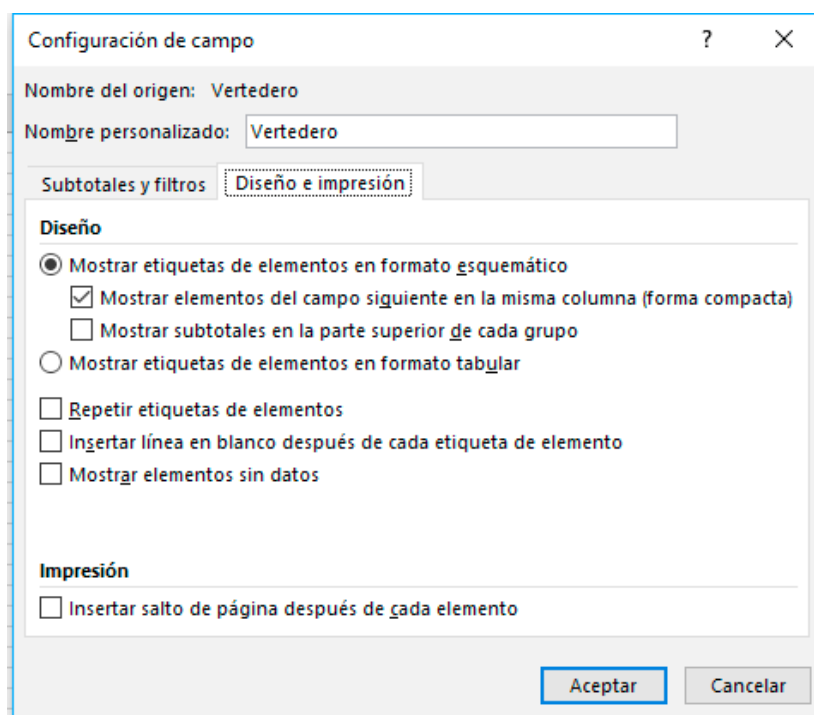 Configuración de campo ?
Nombre del origen: Vertedero
Nombre personalizado: Vertedero
Subtotales y filtros Diseño e impresión
Diseño
Mostrar etiquetas de elementos en formato esquemático
Mostrar elementos del campo siguiente en la misma columna (forma compacta)
Mostrar subtotales en la parte superior de cada grupo
Mostrar etiquetas de elementos en formato tabular
Repetir etiquetas de elementos
Insertar línea en blanco después de cada etiqueta de elemento
Mostrar elementos sin datos
Impresión
Insertar salto de página después de cada elemento
Aceptar Cancelar